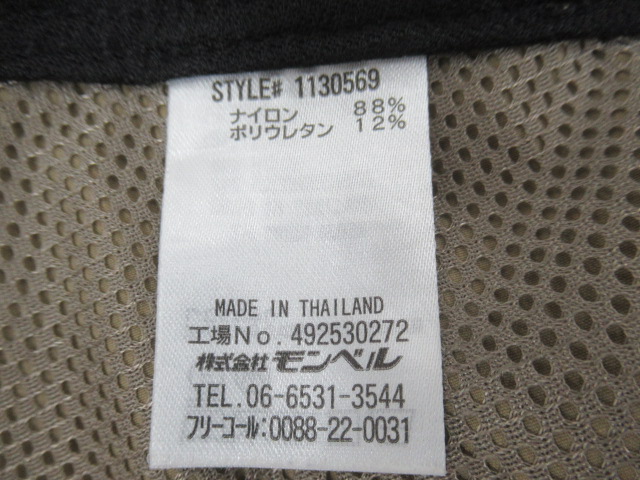 STYLE# 1130569
ナイロン 88%
ポリウレタン 12%
MADE IN THAILAND
工場No. 492530272
株式会社 モンベル
TEL. 06-6531-3544
フリーコール:0088-22-0031